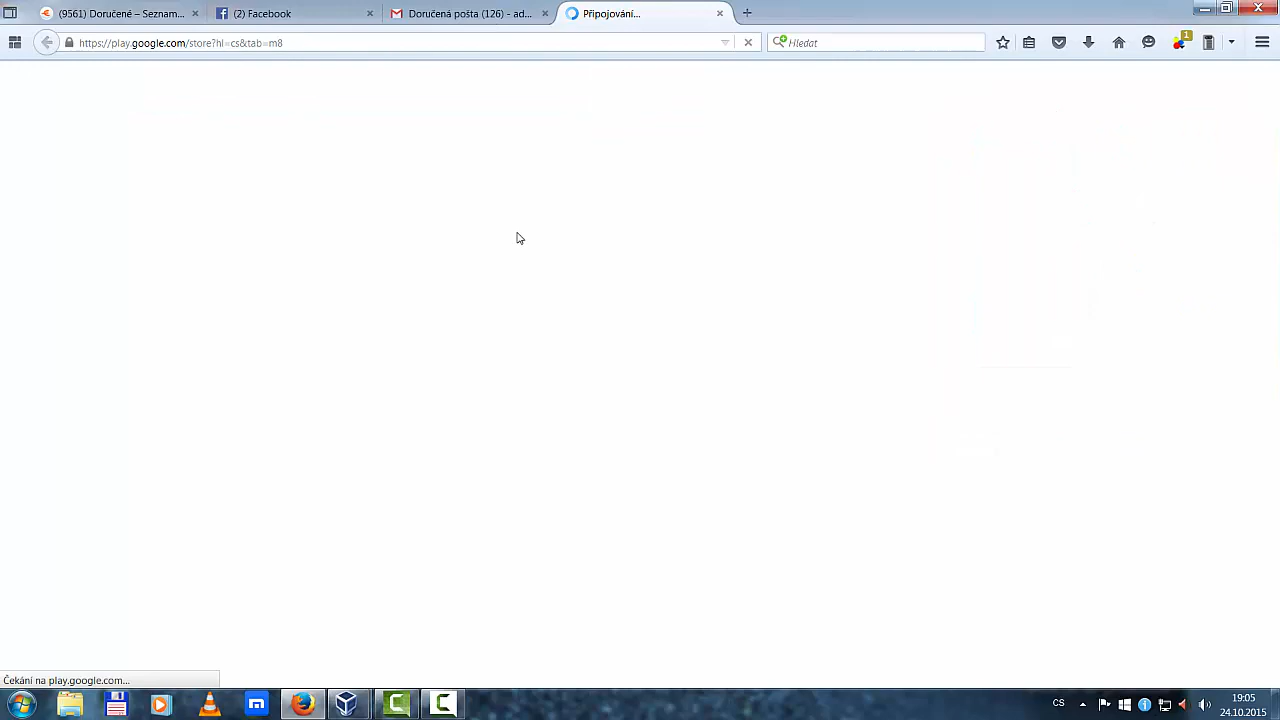 (9561) Doručené – Seznam...
(2) Facebook
Doručená pošta (126) - ad...
Připojování...
https://play.google.com/store?hl=cs&tab=m8
Hledat
1
Čekání na play.google.com...
CS
19:05
24.10.2015